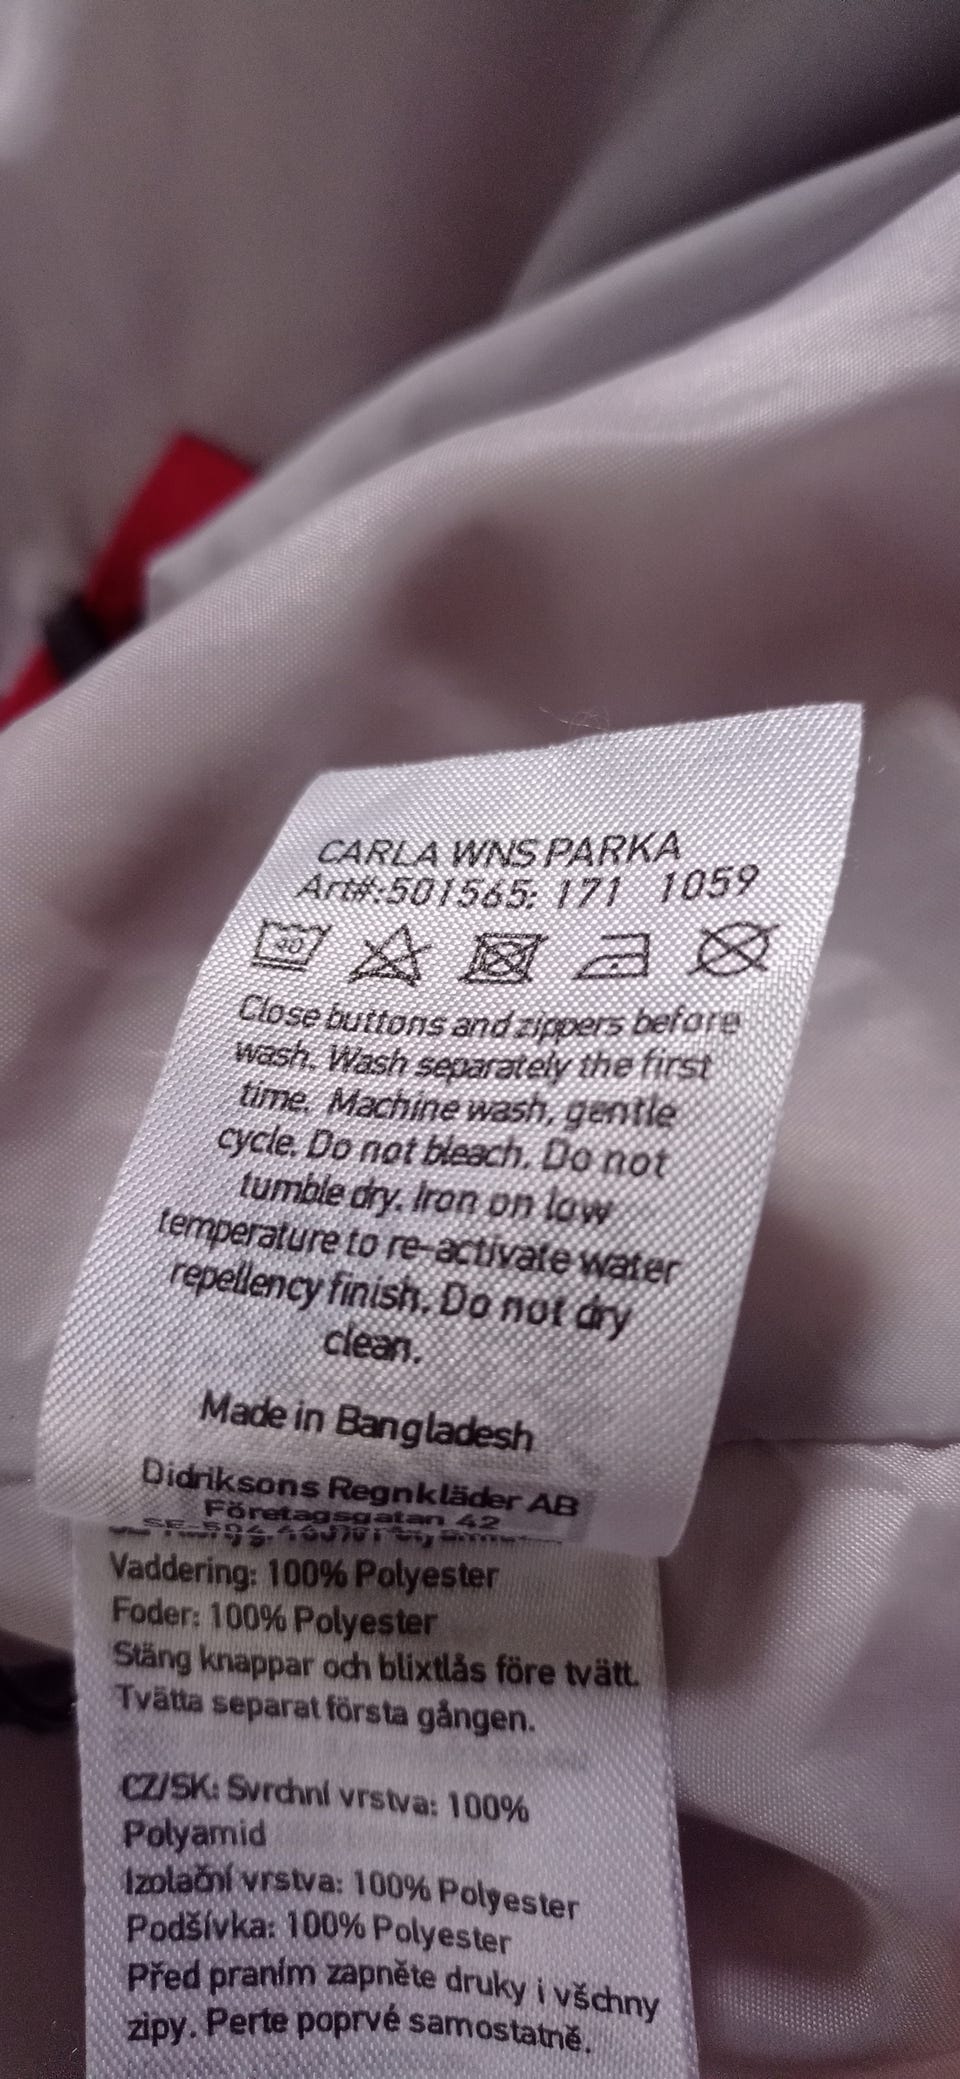 CARLA WNS PARKA
Art#:501565: 171 1059
40
Close buttons and zippers before
wash. Wash separately the first
time. Machine wash, gentle
cycle. Do not bleach. Do not
tumble dry. Iron on low
temperature to re-activate water
repellency finish. Do not dry
clean.
Made in Bangladesh
Didriksons Regnkläder AB
Företagsgatan 42
Vaddering: 100% Polyester
Foder: 100% Polyester
Stäng knappar och blixtlås före tvätt.
Tvätta separat första gången.
CZ/SK: Svrchní vrstva: 100%
Polyamid
Izolační vrstva: 100% Polyester
Podšívka: 100% Polyester
Před praním zapněte druky i všchny
zipy. Perte poprvé samostatně.